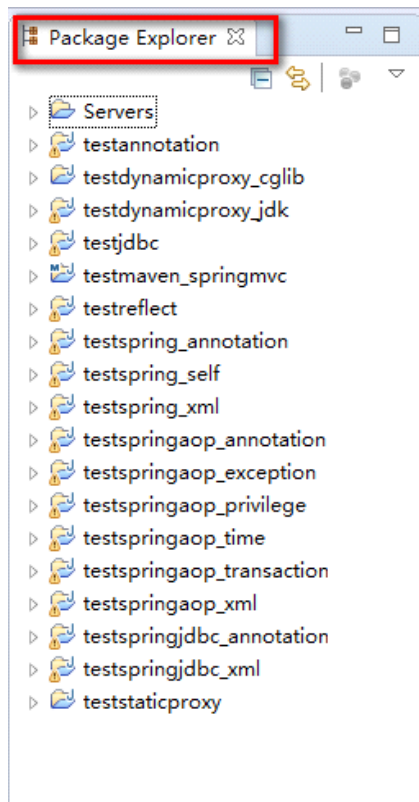 Package Explorer
Servers
testannotation
testdynamicproxy_cglib
testdynamicproxy_jdk
testjdbc
testmaven_springmvc
testreflect
testspring_annotation
testspring_self
testspring_xml
testspringaop_annotation
testspringaop_exception
testspringaop_privilege
testspringaop_time
testspringaop_transaction
testspringaop_xml
testspringjdbc_annotation
testspringjdbc_xml
teststaticproxy